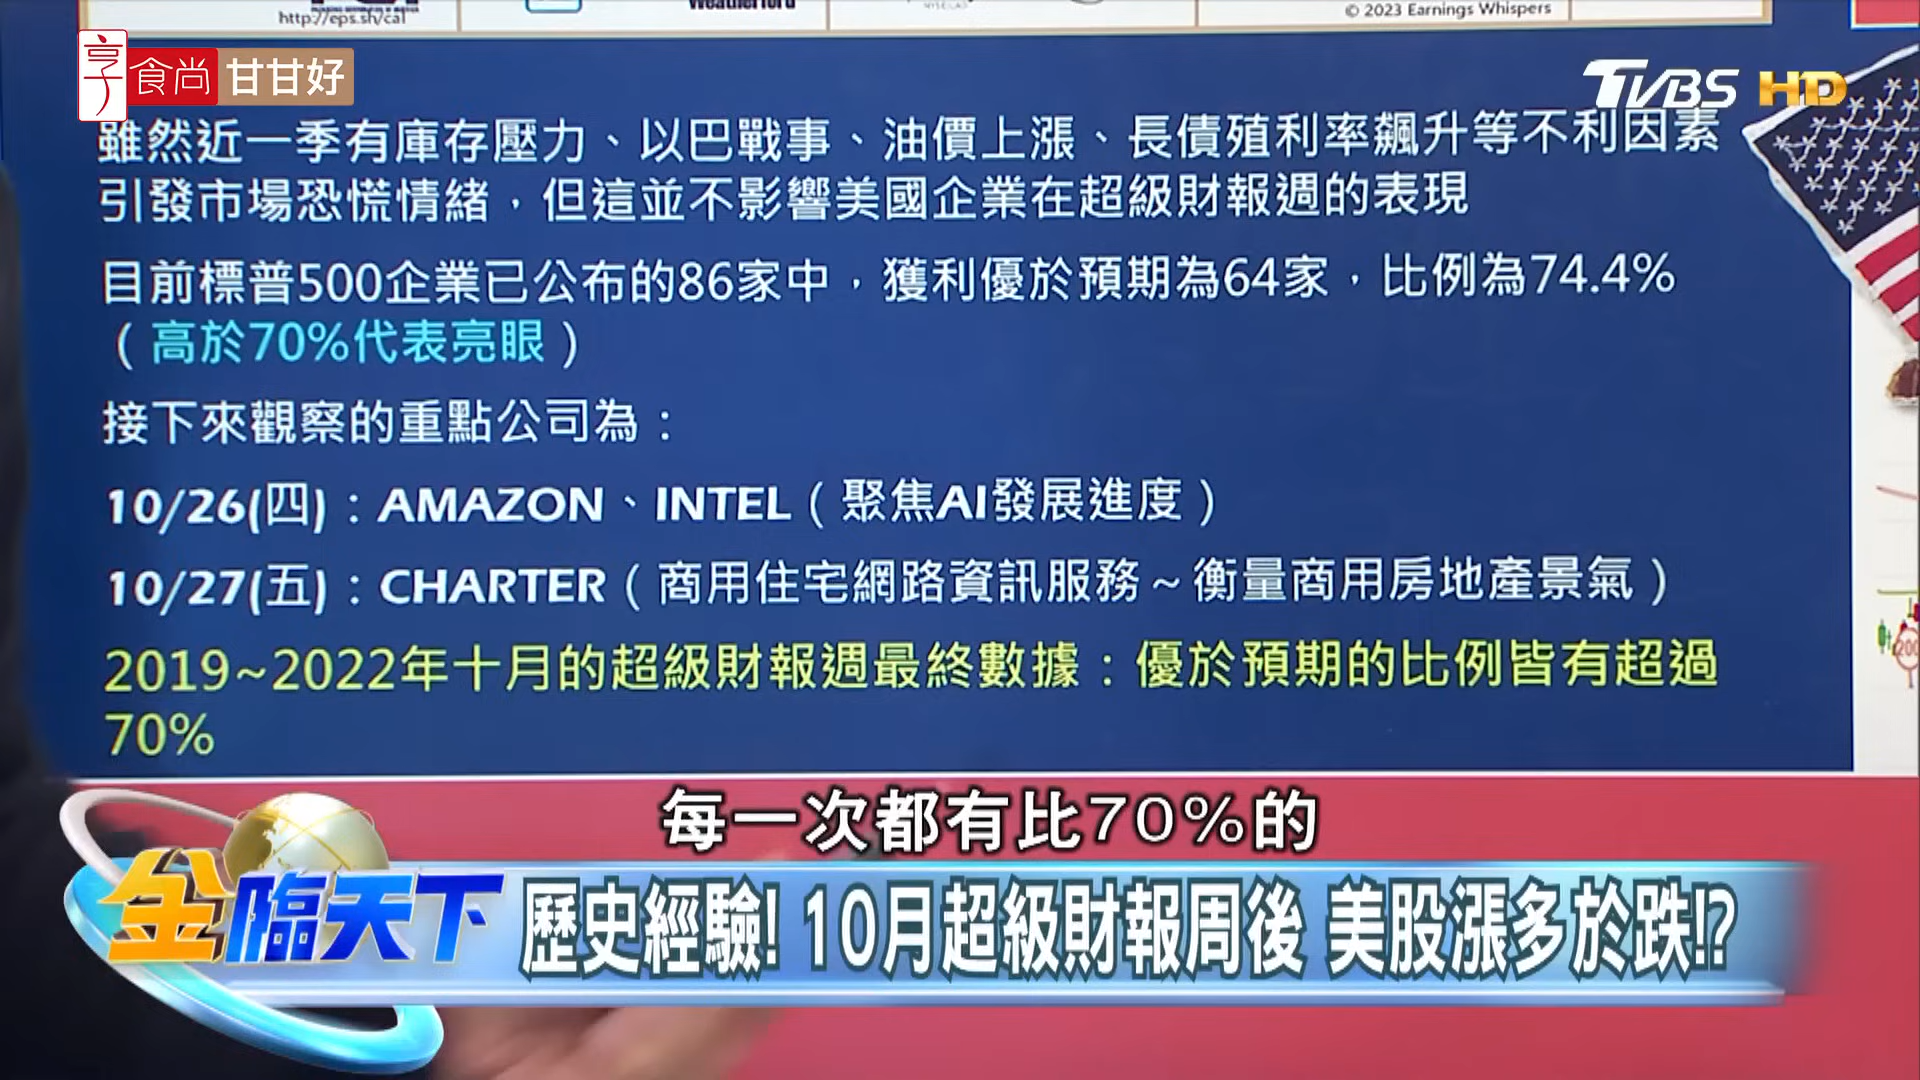 http://eps.sh/cal
Weatherford
© 2023 Earnings Whispers
享食尚 甘甘好
TVBS HD
雖然近一季有庫存壓力、以巴戰事、油價上漲、長債殖利率飆升等不利因素
引發市場恐慌情緒，但這並不影響美國企業在超級財報週的表現
目前標普500企業已公布的86家中，獲利優於預期為64家，比例為74.4%
（高於70%代表亮眼）
接下來觀察的重點公司為：
10/26(四)：AMAZON、INTEL（聚焦AI發展進度）
10/27(五)：CHARTER（商用住宅網路資訊服務～衡量商用房地產景氣）
2019~2022年十月的超級財報週最終數據：優於預期的比例皆有超過
70%
每一次都有比70%的
金臨天下
歷史經驗! 10月超級財報周後 美股漲多於跌!?